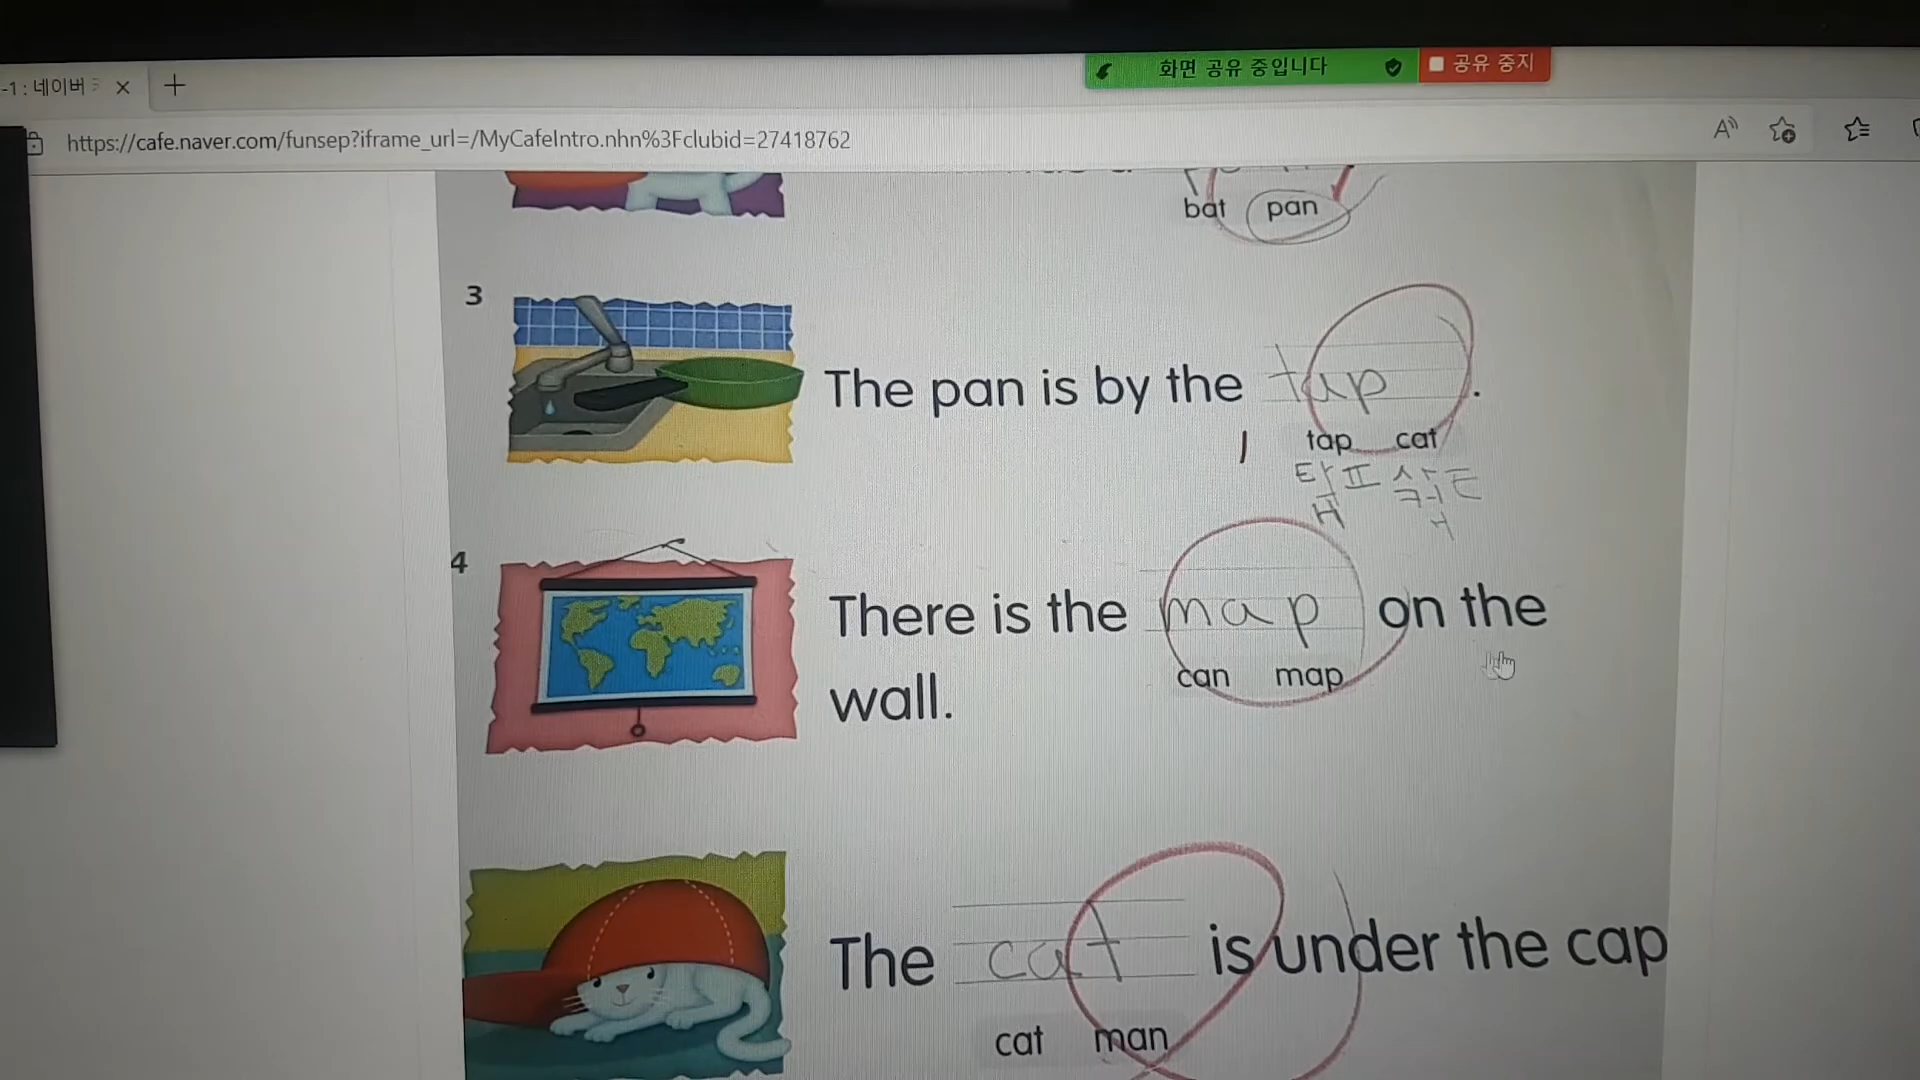 -1 : 네이버
화면 공유 중입니다
공유 중지
https://cafe.naver.com/funsep?iframe_url=/MyCafeIntro.nhn%3Fclubid=27418762
bat pan
3
The pan is by the tap .
tap cat
4
There is the map on the
can map
wall.
The cat is under the cap
cat man